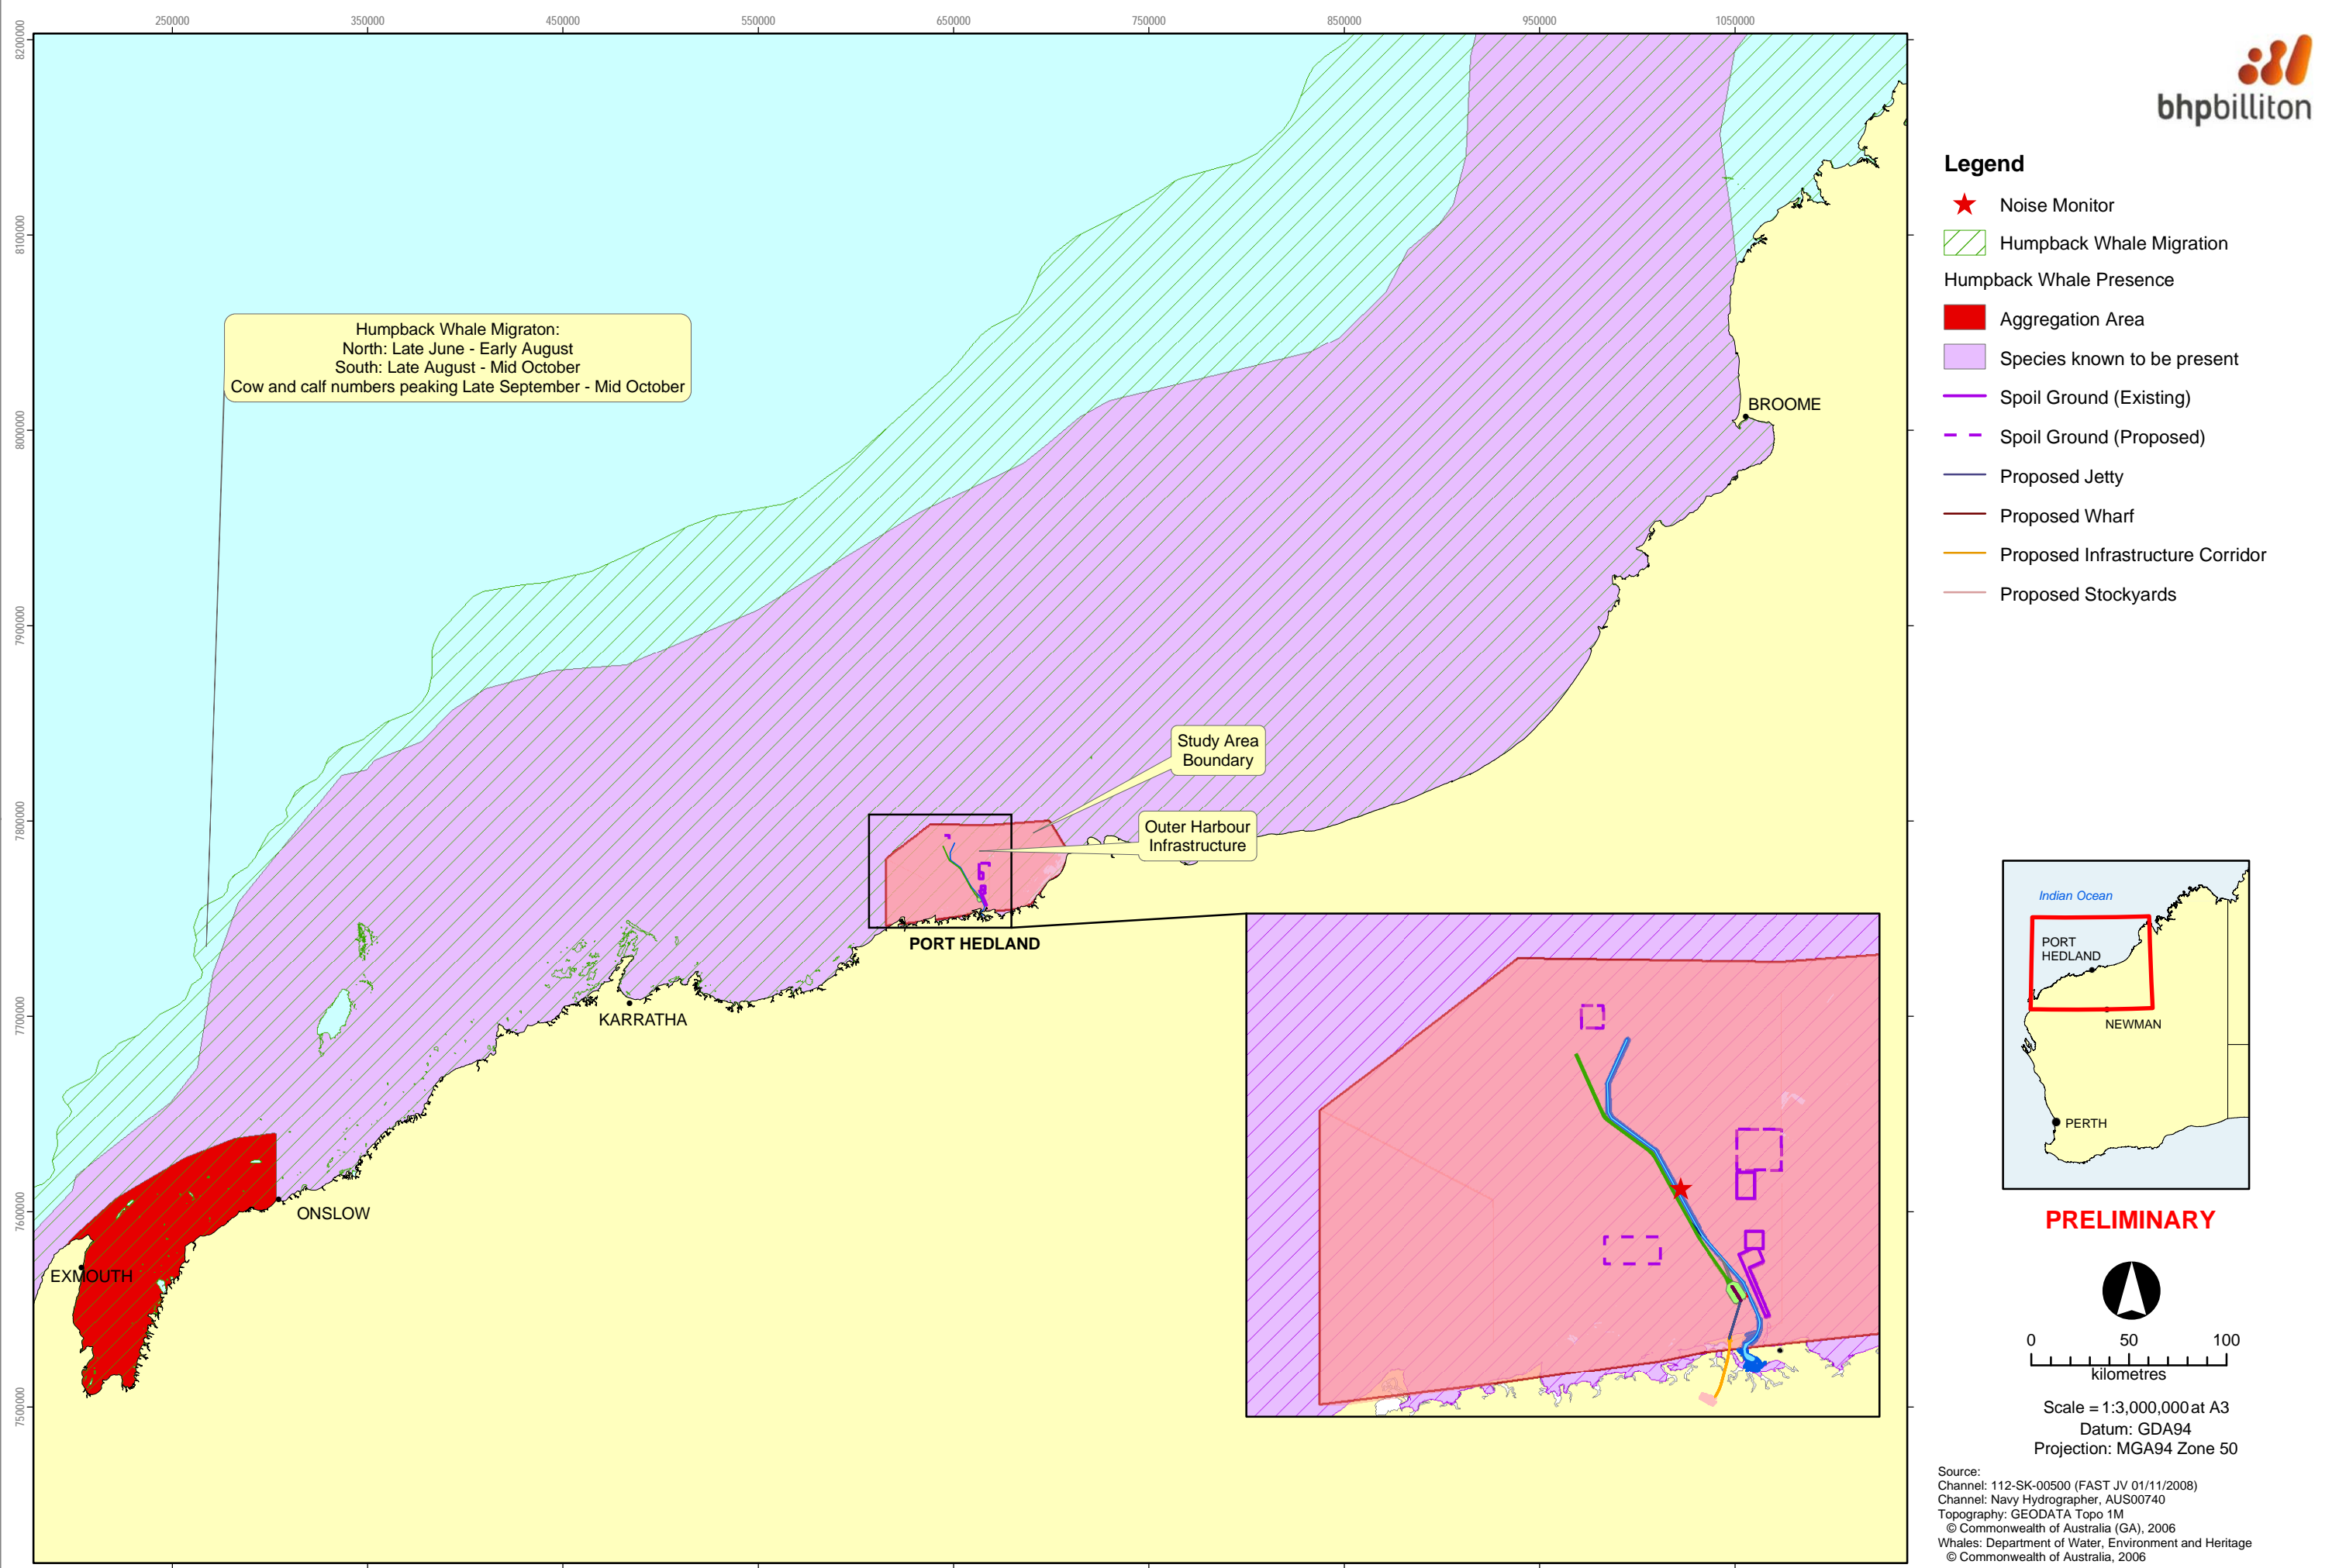 250000
350000
450000
550000
650000
750000
850000
950000
1050000
8200000
8100000
8000000
7900000
7800000
7700000
7600000
7500000
Humpback Whale Migraton:
North: Late June - Early August
South: Late August - Mid October
Cow and calf numbers peaking Late September - Mid October
BROOME
Study Area
Boundary
Outer Harbour
Infrastructure
PORT HEDLAND
KARRATHA
ONSLOW
EXMOUTH
bhpbilliton
Legend
Noise Monitor
Humpback Whale Migration
Humpback Whale Presence
Aggregation Area
Species known to be present
Spoil Ground (Existing)
Spoil Ground (Proposed)
Proposed Jetty
Proposed Wharf
Proposed Infrastructure Corridor
Proposed Stockyards
Indian Ocean
PORT
HEDLAND
NEWMAN
PERTH
PRELIMINARY
0 50 100
kilometres
Scale = 1:3,000,000 at A3
Datum: GDA94
Projection: MGA94 Zone 50
Source:
Channel: 112-SK-00500 (FAST JV 01/11/2008)
Channel: Navy Hydrographer, AUS00740
Topography: GEODATA Topo 1M
© Commonwealth of Australia (GA), 2006
Whales: Department of Water, Environment and Heritage
© Commonwealth of Australia, 2006